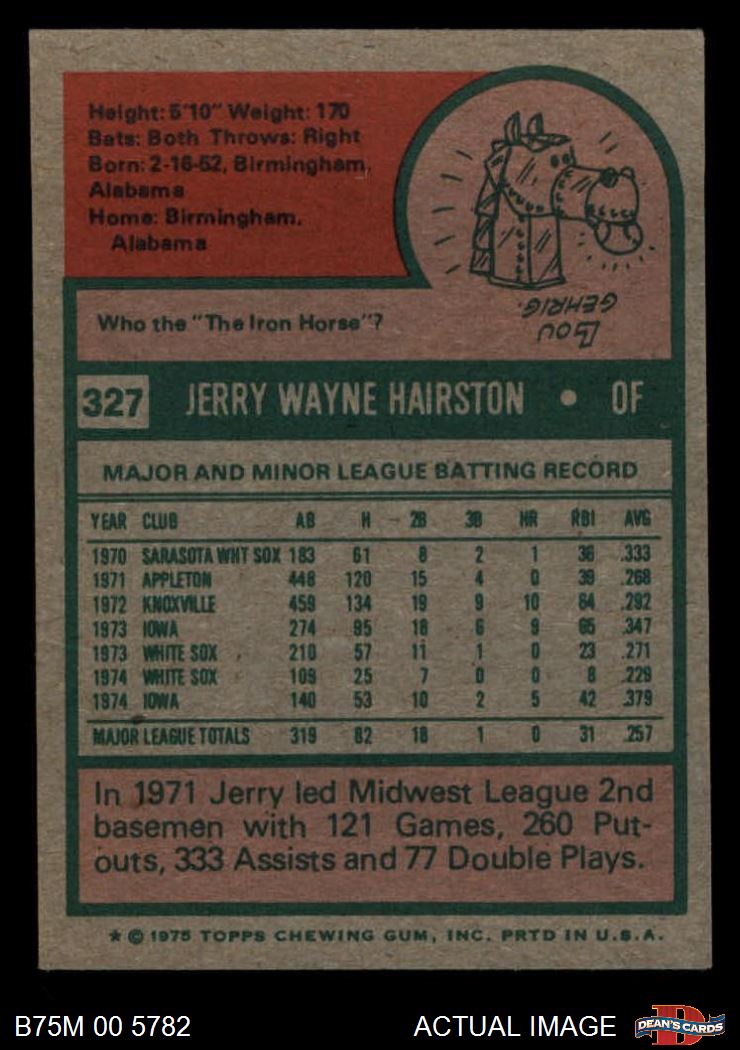 Height: 5'10" Weight: 170
Bats: Both Throws: Right
Born: 2-16-52, Birmingham,
Alabama
Home: Birmingham,
Alabama
LOU
GEHRIG.
Who the "The Iron Horse"?
327 JERRY WAYNE HAIRSTON • OF
MAJOR AND MINOR LEAGUE BATTING RECORD
YEAR CLUB AB H 2B 3B HR RBI AVG
1970 SARASOTA WHT SOX 183 61 8 2 1 36 .333
1971 APPLETON 448 120 15 4 0 39 .268
1972 KNOXVILLE 459 134 19 9 10 64 .292
1973 IOWA 274 95 18 6 9 65 .347
1973 WHITE SOX 210 57 11 1 0 23 .271
1974 WHITE SOX 109 25 7 0 0 8 .229
1974 IOWA 140 53 10 2 5 42 .379
MAJOR LEAGUE TOTALS 319 82 18 1 0 31 .257
In 1971 Jerry led Midwest League 2nd
basemen with 121 Games, 260 Put-
outs, 333 Assists and 77 Double Plays.
* © 1975 TOPPS CHEWING GUM, INC. PRTD IN U.S.A.
B75M 00 5782 ACTUAL IMAGE D DEAN'S CARDS